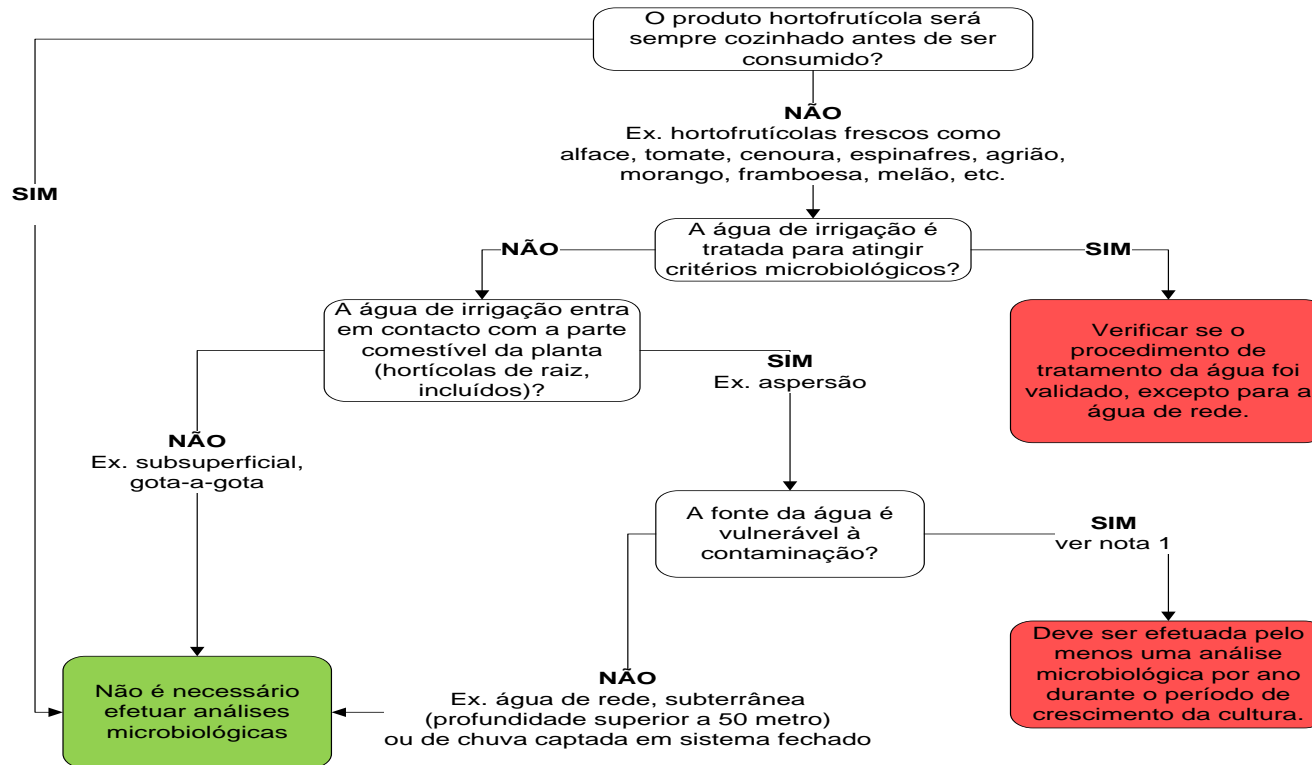 O produto hortofrutícola será
sempre cozinhado antes de ser
consumido?
NÃO
Ex. hortofrutícolas frescos como
alface, tomate, cenoura, espinafres, agrião,
morango, framboesa, melão, etc.
SIM
A água de irrigação é
tratada para atingir
critérios microbiológicos?
NÃO
SIM
A água de irrigação entra
em contacto com a parte
comestível da planta
(hortícolas de raiz,
incluídos)?
Verificar se o
procedimento de
tratamento da água foi
validado, excepto para a
água de rede.
SIM
Ex. aspersão
NÃO
Ex. subsuperficial,
gota-a-gota
A fonte da água é
vulnerável à
contaminação?
SIM
ver nota 1
Deve ser efetuada pelo
menos uma análise
microbiológica por ano
durante o período de
crescimento da cultura.
NÃO
Ex. água de rede, subterrânea
(profundidade superior a 50 metro)
ou de chuva captada em sistema fechado
Não é necessário
efetuar análises
microbiológicas